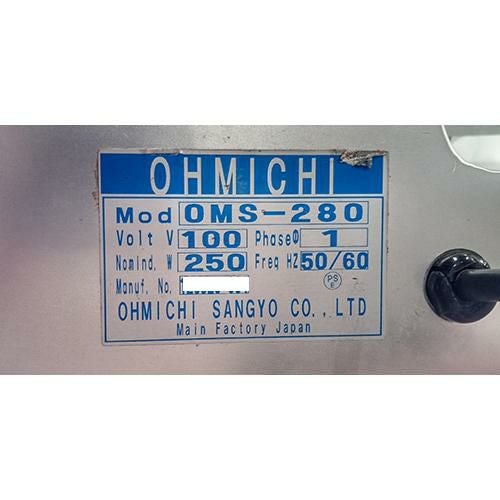 OHMICHI
Mod OMS-280
Volt V 100 Phase Φ 1
Nomind. W 250 Freq HZ 50/60
Manuf. No.
PS
E
OHMICHI SANGYO CO.,LTD
Main Factory Japan